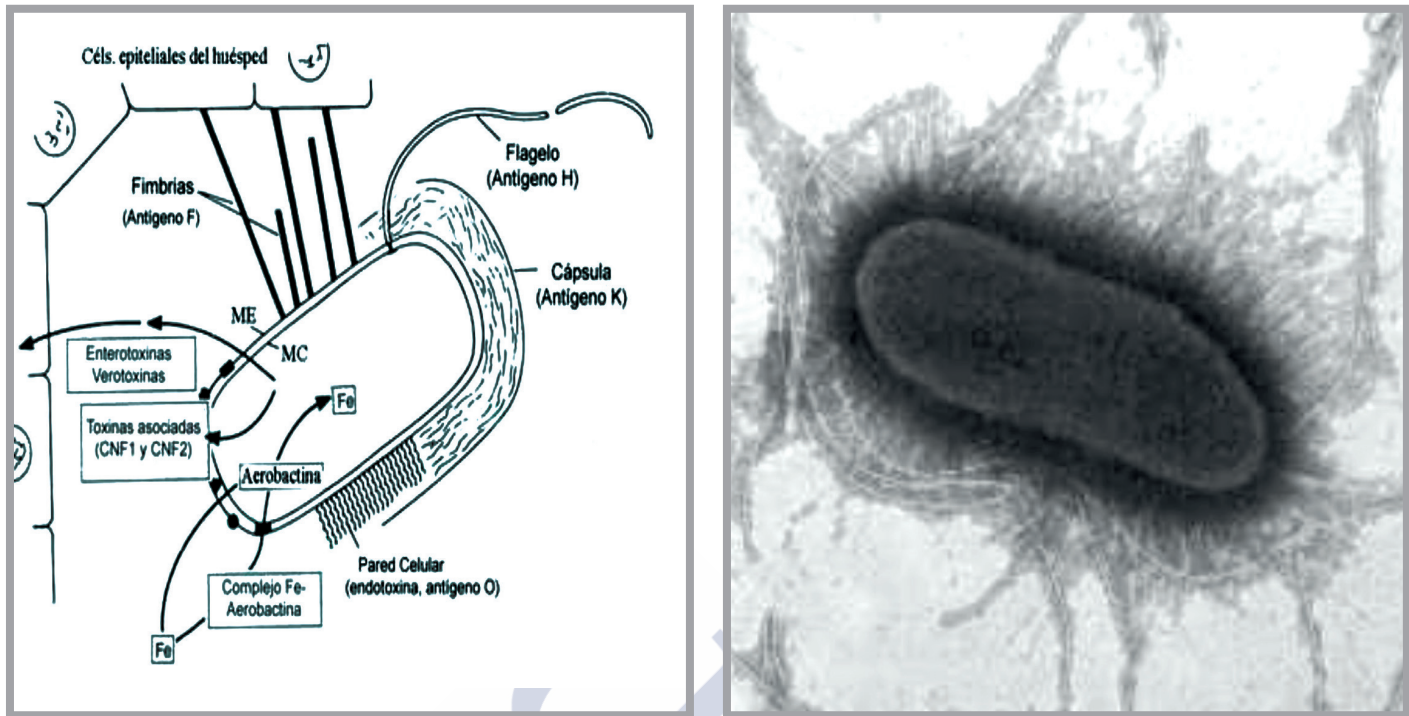 Céls. epiteliales del huésped
Flagelo
(Antígeno H)
Fimbrias
(Antígeno F)
Cápsula
(Antígeno K)
ME
MC
Enterotoxinas
Verotoxinas
Fe
Toxinas asociadas
(CNF1 y CNF2)
Aerobactina
Pared Celular
(endotoxina, antígeno O)
Complejo Fe-
Aerobactina
Fe